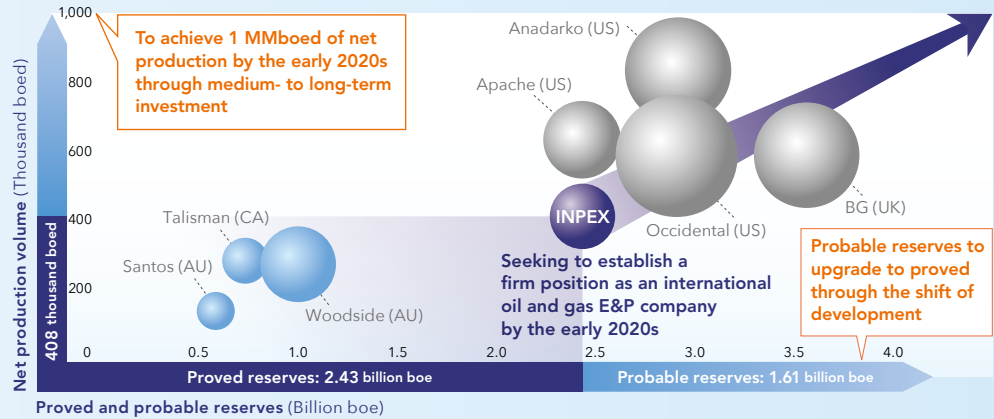 1,000
800
600
400
200
0
Net production volume (Thousand boed)
408 thousand boed
To achieve 1 MMboed of net
production by the early 2020s
through medium- to long-term
investment
Anadarko (US)
Apache (US)
INPEX
Occidental (US)
BG (UK)
Talisman (CA)
Santos (AU)
Woodside (AU)
Seeking to establish a
firm position as an international
oil and gas E&P company
by the early 2020s
Probable reserves to
upgrade to proved
through the shift of
development
0.5 1.0 1.5 2.0 2.5 3.0 3.5 4.0
Proved reserves: 2.43 billion boe
Probable reserves: 1.61 billion boe
Proved and probable reserves (Billion boe)